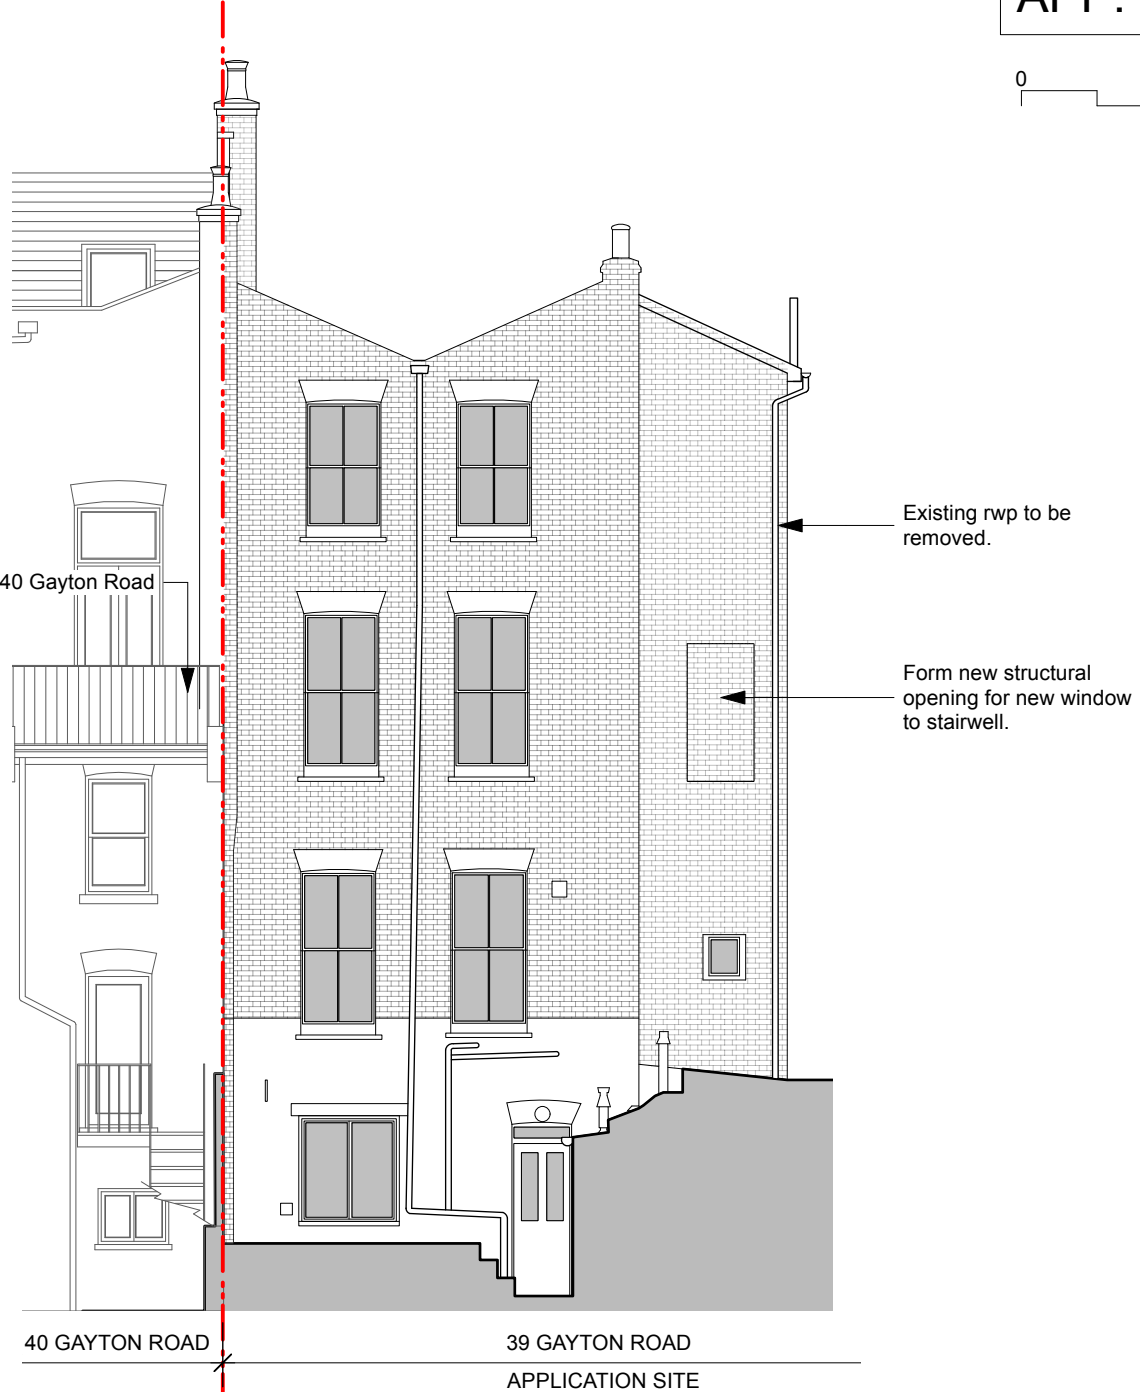 0
Existing rwp to be
removed.
40 Gayton Road
Form new structural
opening for new window
to stairwell.
40 GAYTON ROAD
39 GAYTON ROAD
APPLICATION SITE